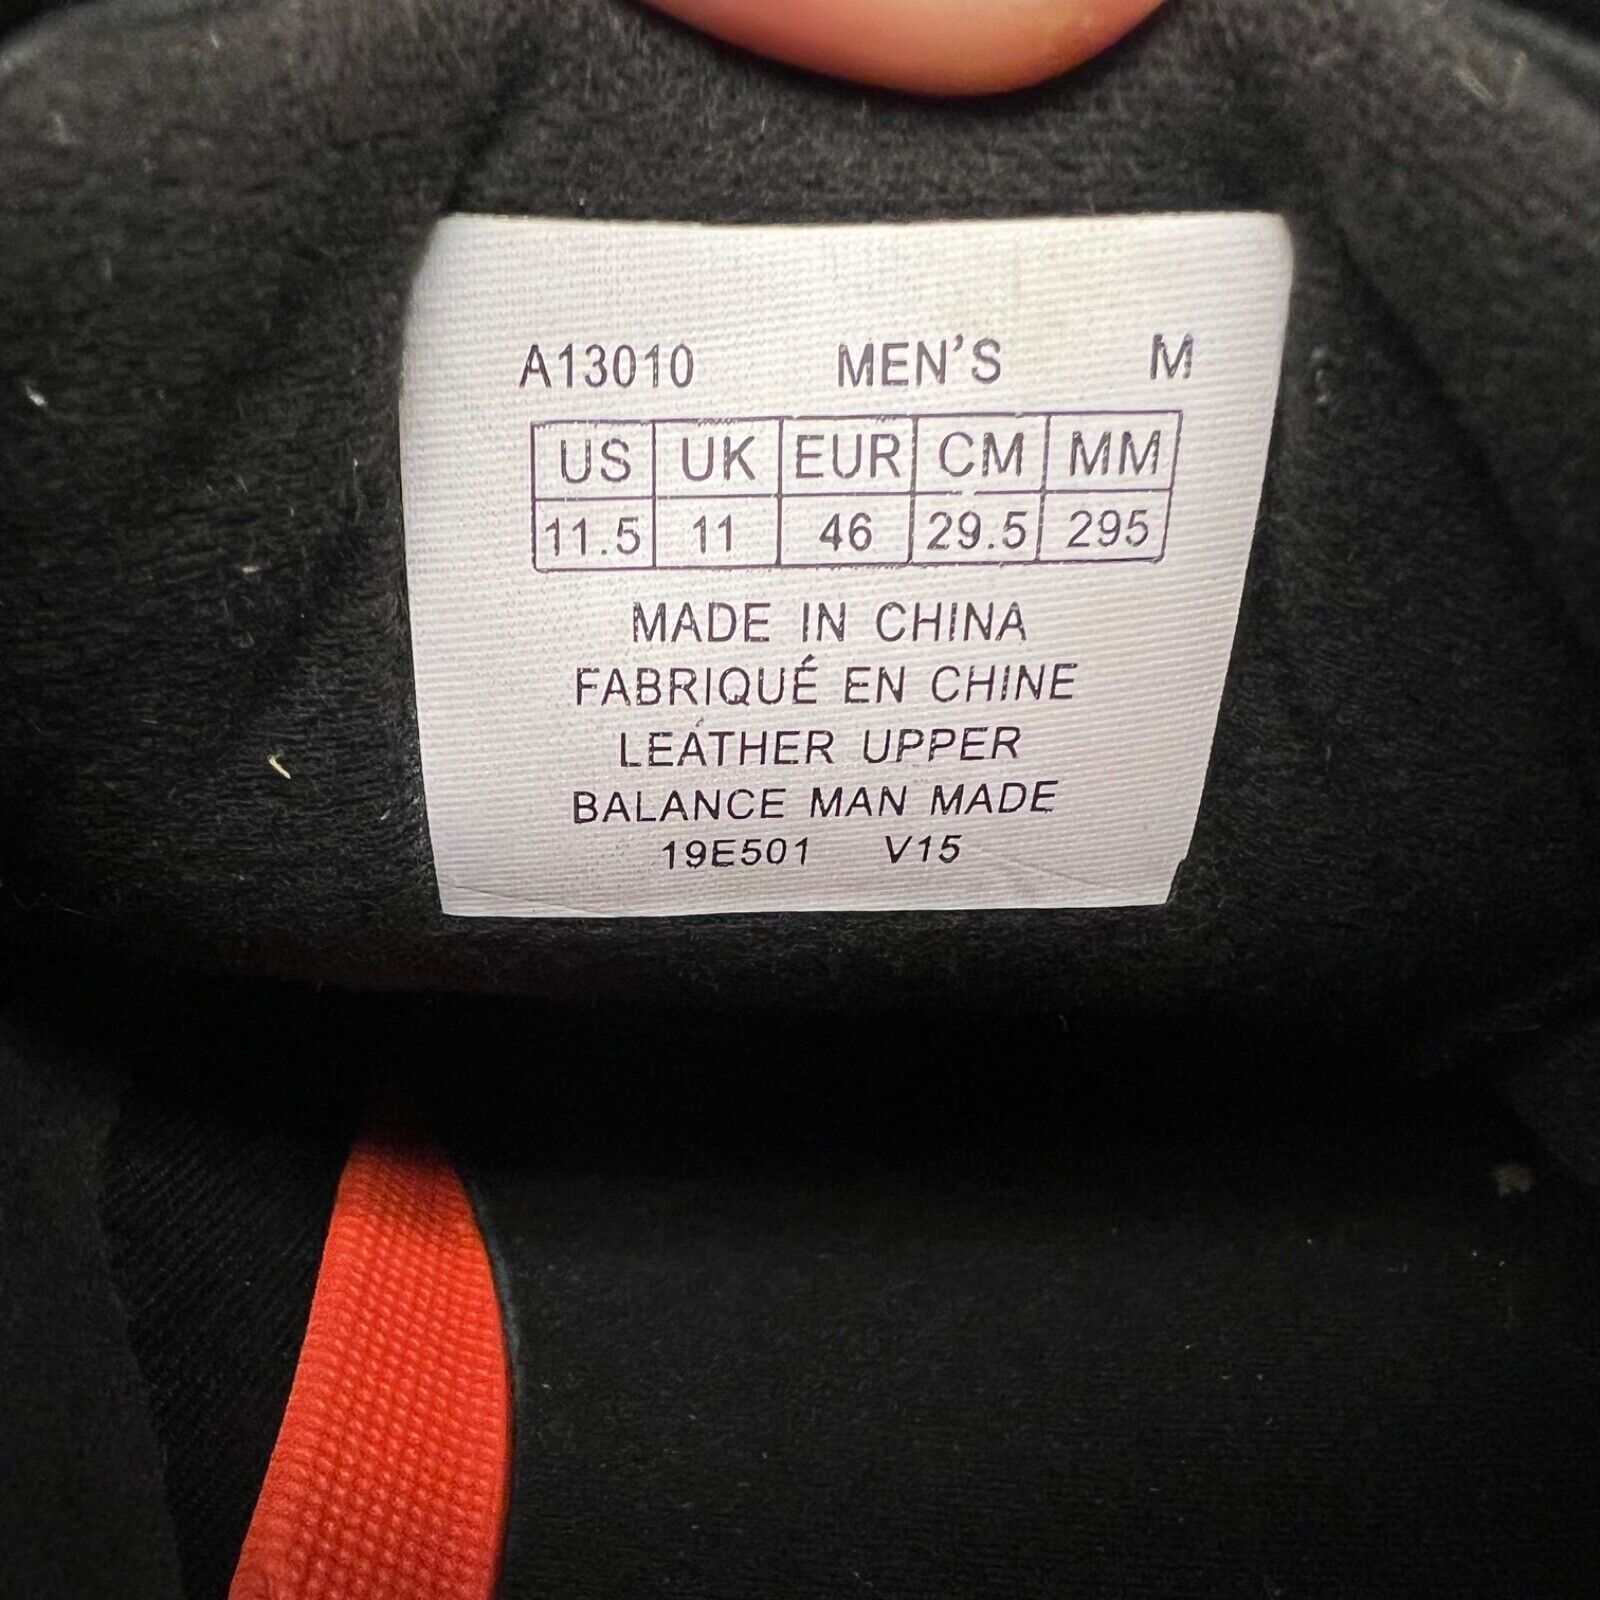 A13010 MEN'S M
US UK EUR CM MM
11.5 11 46 29.5 295
MADE IN CHINA
FABRIQUÉ EN CHINE
LEATHER UPPER
BALANCE MAN MADE
19E501 V15